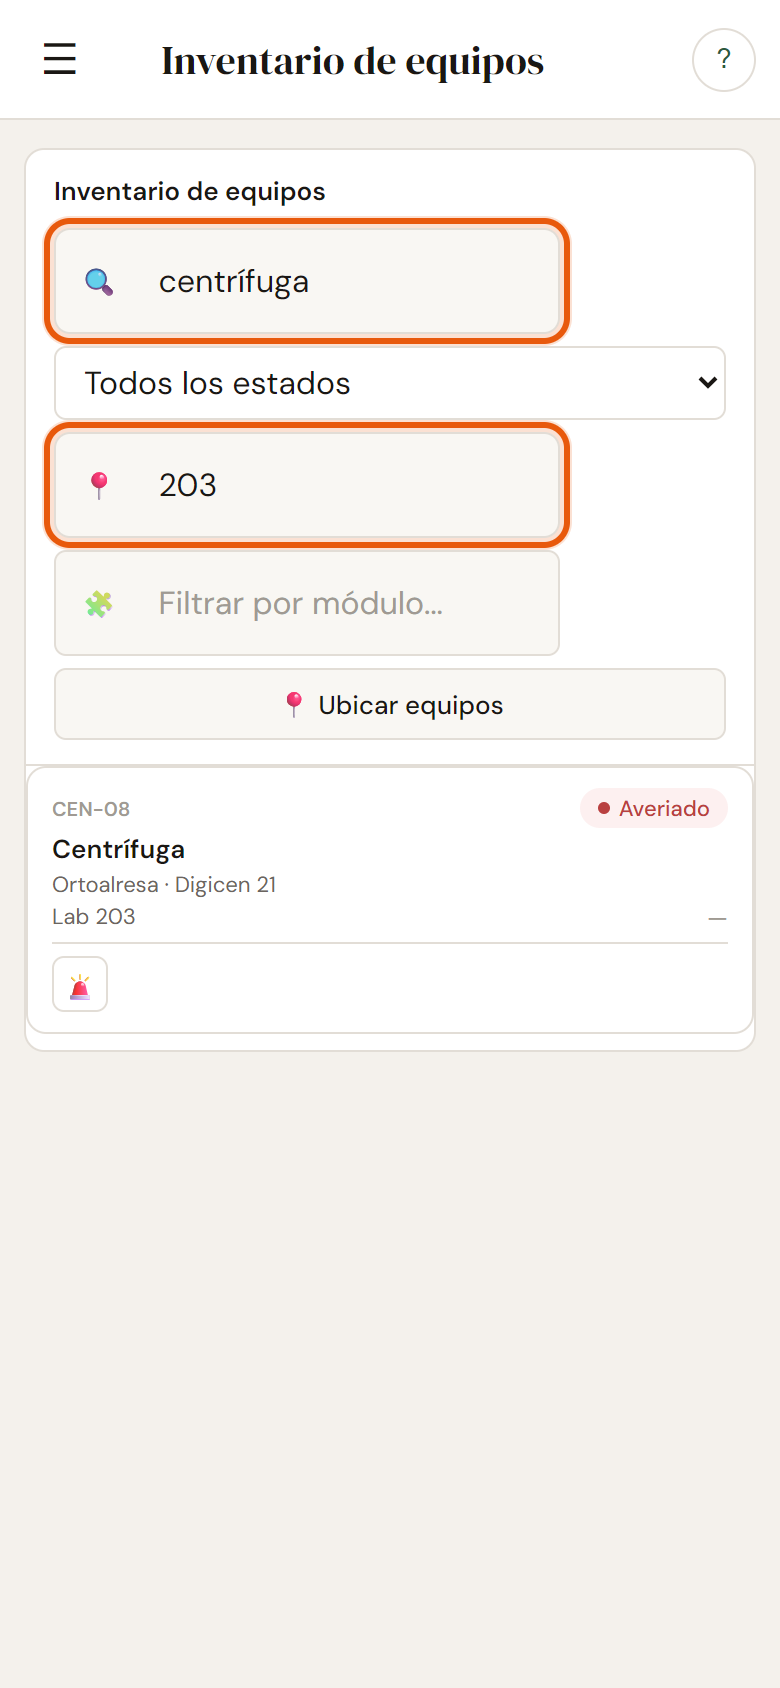 Inventario de equipos
?
Inventario de equipos
centrífuga
Todos los estados
203
Filtrar por módulo...
Ubicar equipos
CEN-08
Averiado
Centrífuga
Ortoalresa · Digicen 21
Lab 203
—